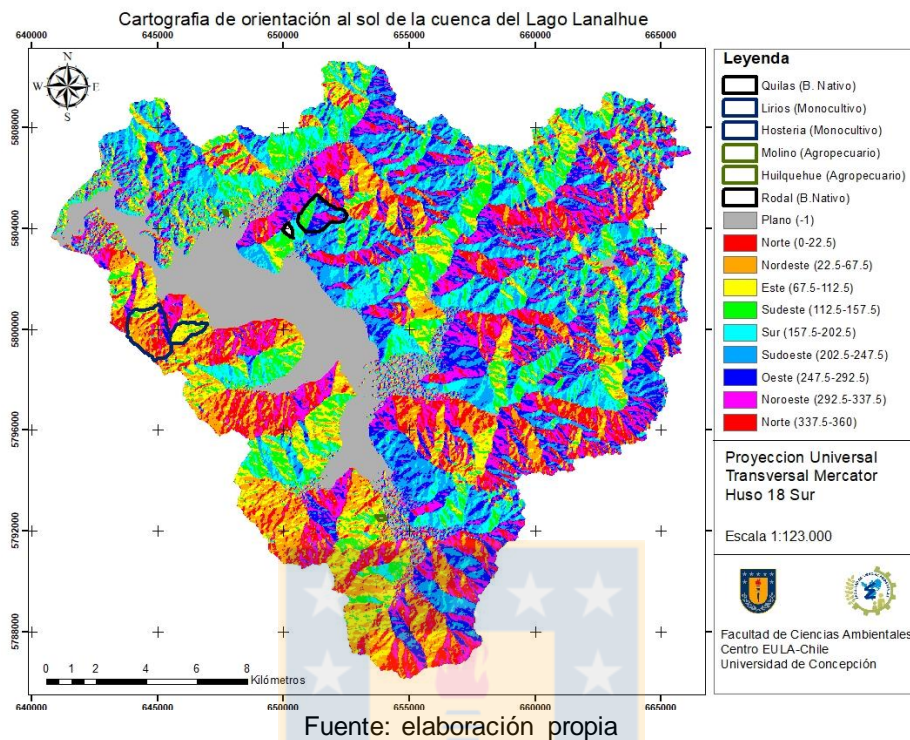 Cartografia de orientación al sol de la cuenca del Lago Lanalhue
640000 645000 650000 655000 660000 665000
N
W E
S
5808000
5804000
5800000
5796000
5792000
5788000
0 1 2 4 6 8
Kilómetros
640000 645000 650000 655000 660000 665000
Leyenda
Quilas (B. Nativo)
Lirios (Monocultivo)
Hosteria (Monocultivo)
Molino (Agropecuario)
Huilquehue (Agropecuario)
Rodal (B.Nativo)
Plano (-1)
Norte (0-22.5)
Nordeste (22.5-67.5)
Este (67.5-112.5)
Sudeste (112.5-157.5)
Sur (157.5-202.5)
Sudoeste (202.5-247.5)
Oeste (247.5-292.5)
Noroeste (292.5-337.5)
Norte (337.5-360)
Proyeccion Universal
Transversal Mercator
Huso 18 Sur
Escala 1:123.000
Facultad de Ciencias Ambientales
Centro EULA-Chile
Universidad de Concepción
Fuente: elaboración propia